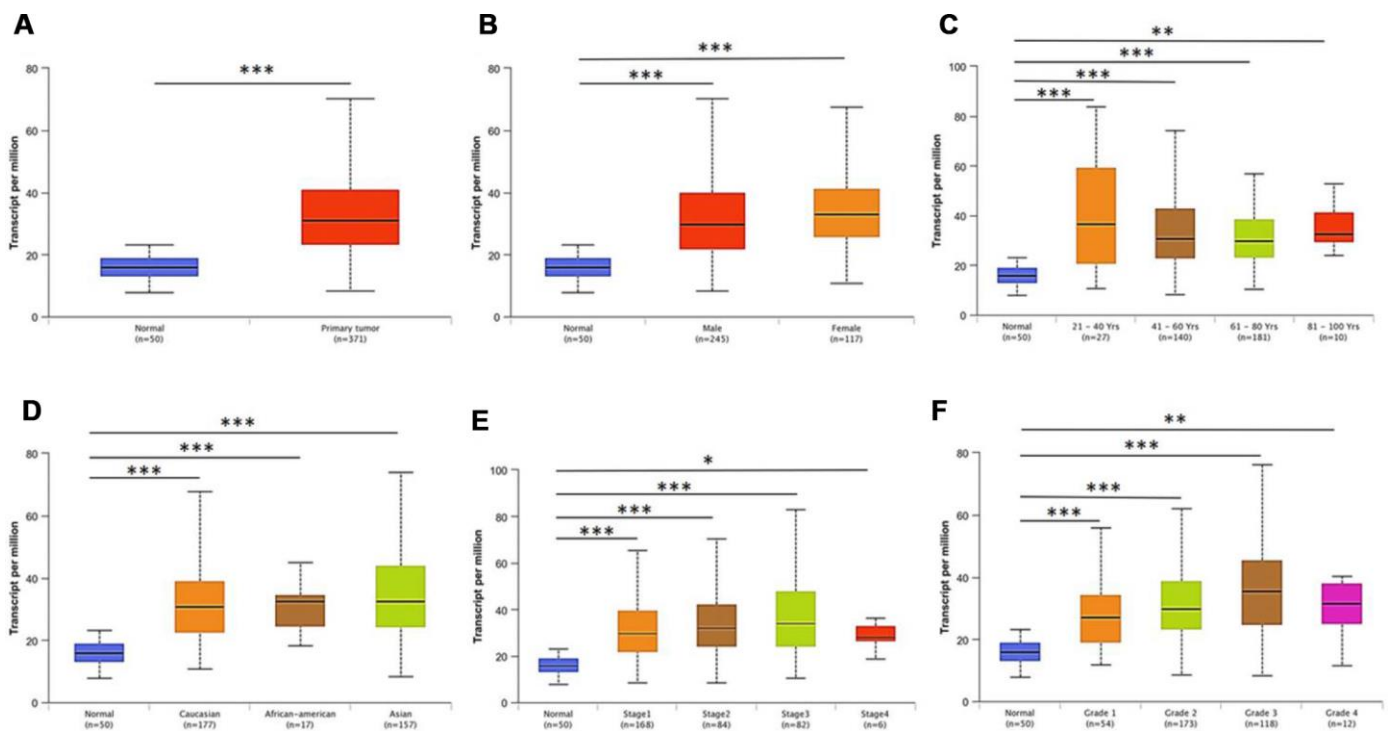 A
Transcript per million
80
60
40
20
0
***
Normal
(n=50)
Primary tumor
(n=371)
B
Transcript per million
80
60
40
20
0
***
***
Normal
(n=50)
Male
(n=245)
Female
(n=117)
C
Transcript per million
100
80
60
40
20
0
**
***
***
***
Normal
(n=50)
21 – 40 Yrs
(n=27)
41 – 60 Yrs
(n=140)
61 – 80 Yrs
(n=181)
81 – 100 Yrs
(n=10)
D
Transcript per million
80
60
40
20
0
***
***
***
Normal
(n=50)
Caucasian
(n=177)
African-american
(n=17)
Asian
(n=157)
E
Transcript per million
100
80
60
40
20
0
*
***
***
***
Normal
(n=50)
Stage1
(n=168)
Stage2
(n=84)
Stage3
(n=82)
Stage4
(n=6)
F
Transcript per million
80
60
40
20
0
**
***
***
***
Normal
(n=50)
Grade 1
(n=54)
Grade 2
(n=173)
Grade 3
(n=118)
Grade 4
(n=12)